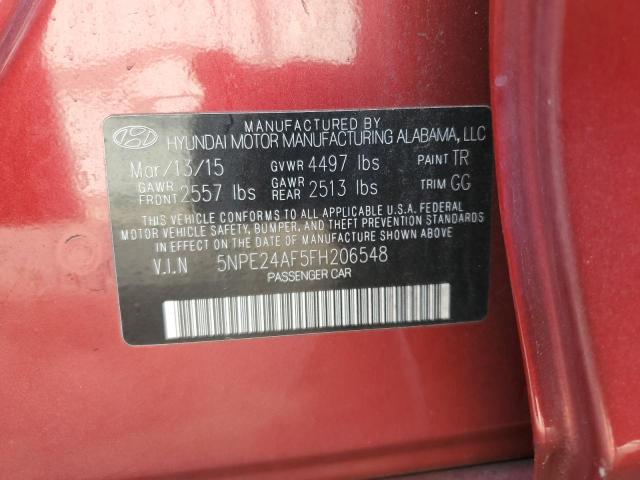 MANUFACTURED BY
HYUNDAI MOTOR MANUFACTURING ALABAMA, LLC
Mar/13/15 GVWR 4497 lbs PAINT TR
GAWR FRONT 2557 lbs GAWR REAR 2513 lbs TRIM GG
THIS VEHICLE CONFORMS TO ALL APPLICABLE U.S.A. FEDERAL
MOTOR VEHICLE SAFETY, BUMPER, AND THEFT PREVENTION STANDARDS
IN EFFECT ON THE DATE OF MANUFACTURE SHOWN ABOVE.
V.I.N 5NPE24AF5FH206548
PASSENGER CAR